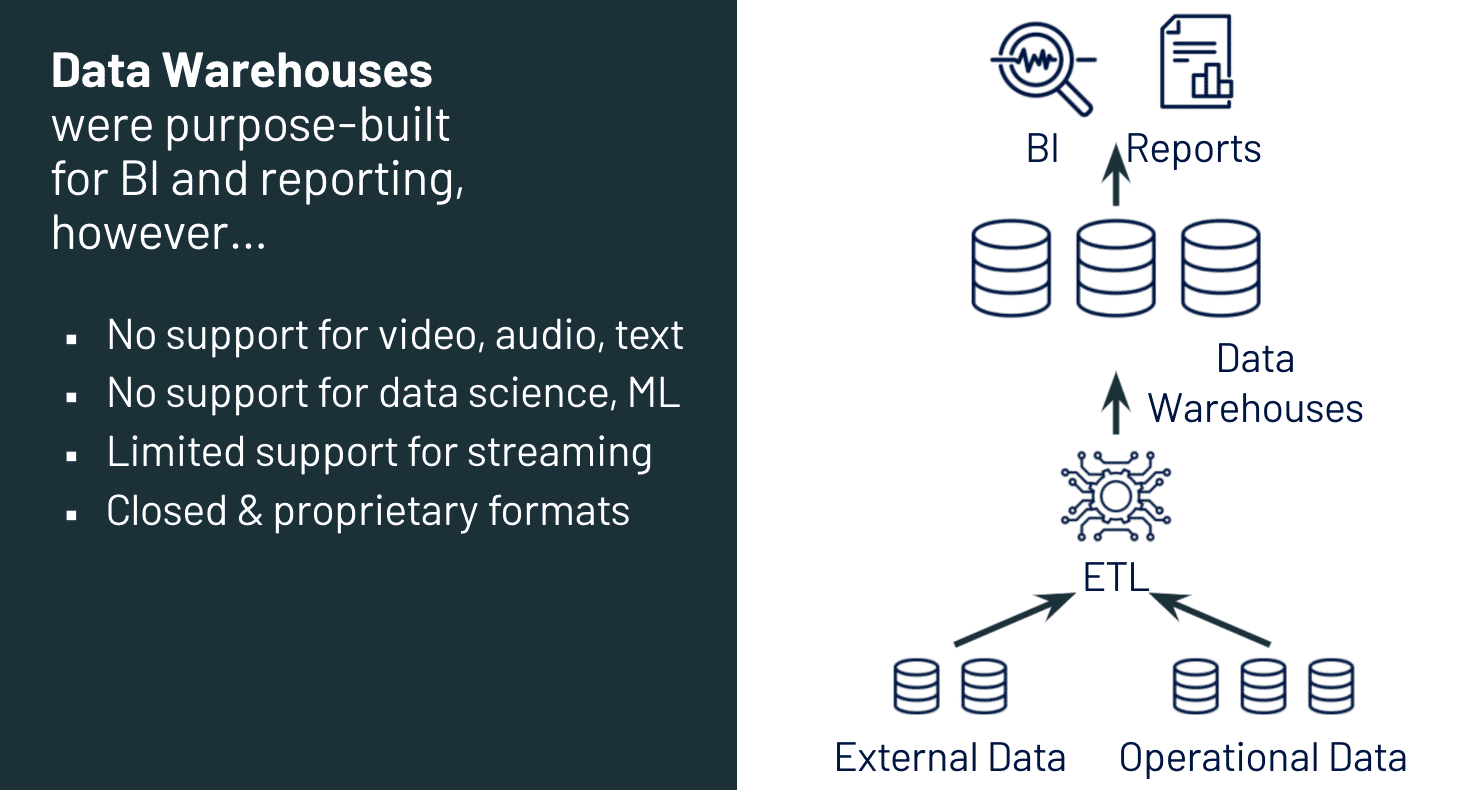 Data Warehouses
were purpose-built
for BI and reporting,
however...
▪ No support for video, audio, text
▪ No support for data science, ML
▪ Limited support for streaming
▪ Closed & proprietary formats
BI
Reports
Data
Warehouses
ETL
External Data
Operational Data